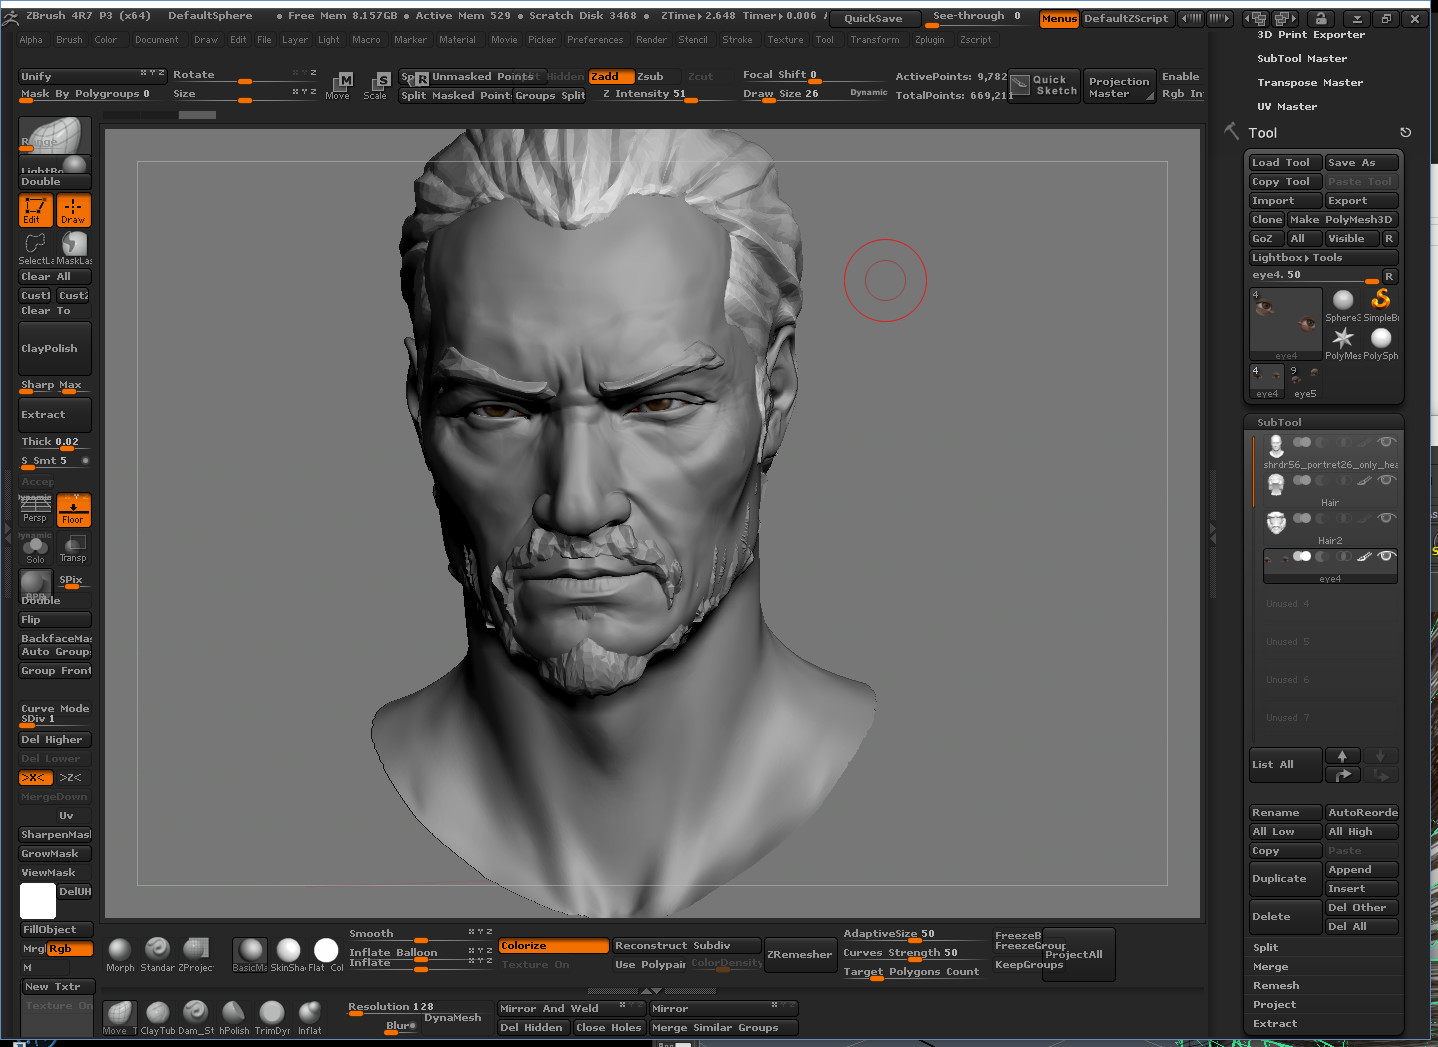 ZBrush 4R7 P3 (x64) DefaultSphere • Free Mem 8.157GB • Active Mem 529 • Scratch Disk 3468 • ZTime▸2.648 Timer▸0.006 QuickSave See-through 0 Menus DefaultZScript
Alpha Brush Color Document Draw Edit File Layer Light Macro Marker Material Movie Picker Preferences Render Stencil Stroke Texture Tool Transform Zplugin Zscript
Unify
Mask By Polygroups 0
Rotate
Size
Move
Scale
Unmasked Points Hidden
Split Masked Point Groups Split
Zadd Zsub Zcut
Z Intensity 51
Focal Shift 0
Draw Size 26 Dynamic
ActivePoints: 9,782
TotalPoints: 669,211
Quick Sketch
Projection Master
Enable
Rgb In
3D Print Exporter
SubTool Master
Transpose Master
UV Master
Tool
Load Tool Save As
Copy Tool Paste Tool
Import Export
Clone Make PolyMesh3D
GoZ All Visible R
Lightbox▸Tools
eye4. 50 R
4
eye4
Sphere3 SimpleB
PolyMes PolySph
4 9
eye4 eye5
SubTool
shrdr56_portret26_only_hea
Hair
Hair2
eye4
Unused 4
Unused 5
Unused 6
Unused 7
List All
Rename AutoReorde
All Low All High
Copy Paste
Duplicate Append
Insert
Delete Del Other
Del All
Split
Merge
Remesh
Project
Extract
LightBo
Double
Edit Draw
SelectLa MaskLas
Clear All
Cust1 Cust2
Clear To
ClayPolish
Sharp Max
Extract
Thick 0.02
S Smt 5
Accep
Dynamic
Persp Floor
Dynamic
Solo Transp
SPix
Double
Flip
BackfaceMas
Auto Groups
Group Front
Curve Mode
SDiv 1
Del Higher
Del Lower
>X< >Z<
MergeDown
Uv
SharpenMask
GrowMask
ViewMask
DelUH
FillObject
Mrgl Rgb
M
New Txtr
Texture On
Morph Standar ZProjec
BasicMa SkinSha Flat Col
Smooth
Inflate Balloon
Inflate
Colorize
Texture On
Reconstruct Subdiv
Use Polypair ColorDensity
ZRemesher
AdaptiveSize 50
Curves Strength 50
Target Polygons Count
FreezeB
FreezeGroup
KeepGroups
ProjectAll
Move T ClayTub Dam_St hPolish TrimDyr Inflat
Resolution 128
Blur
DynaMesh
Mirror And Weld
Del Hidden Close Holes
Mirror
Merge Similar Groups